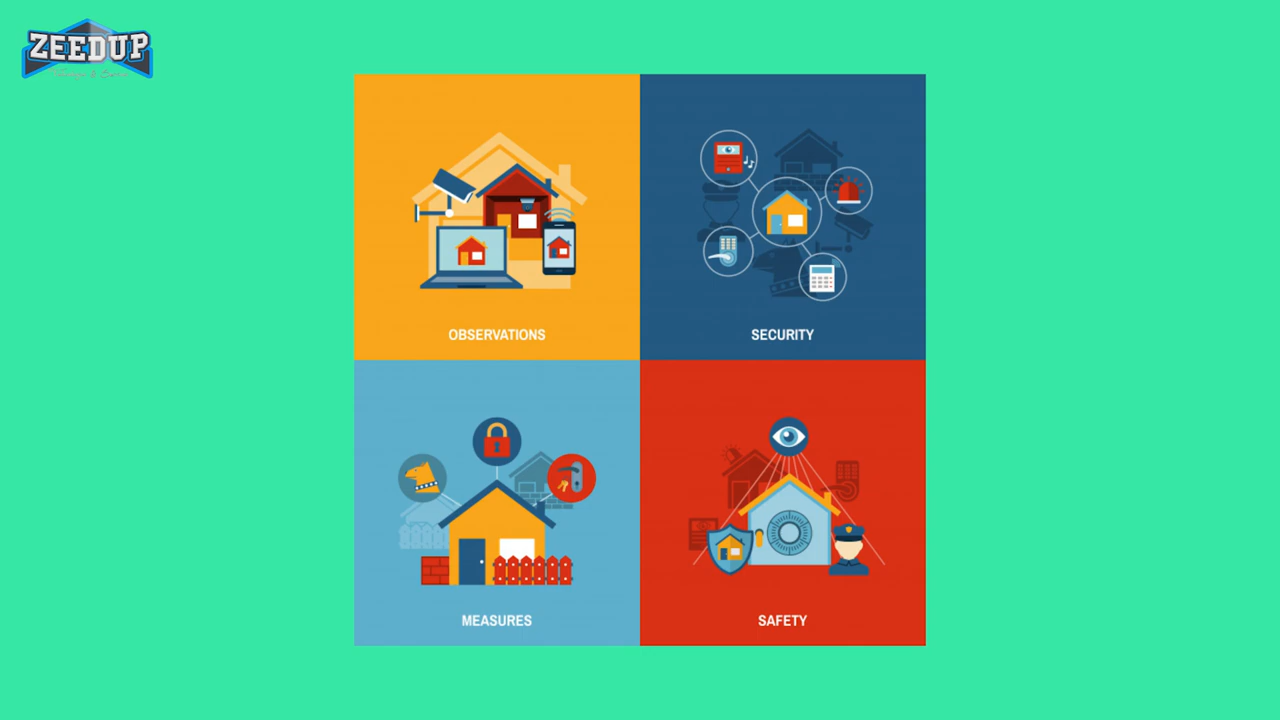 ZEEDUP
OBSERVATIONS
SECURITY
MEASURES
SAFETY